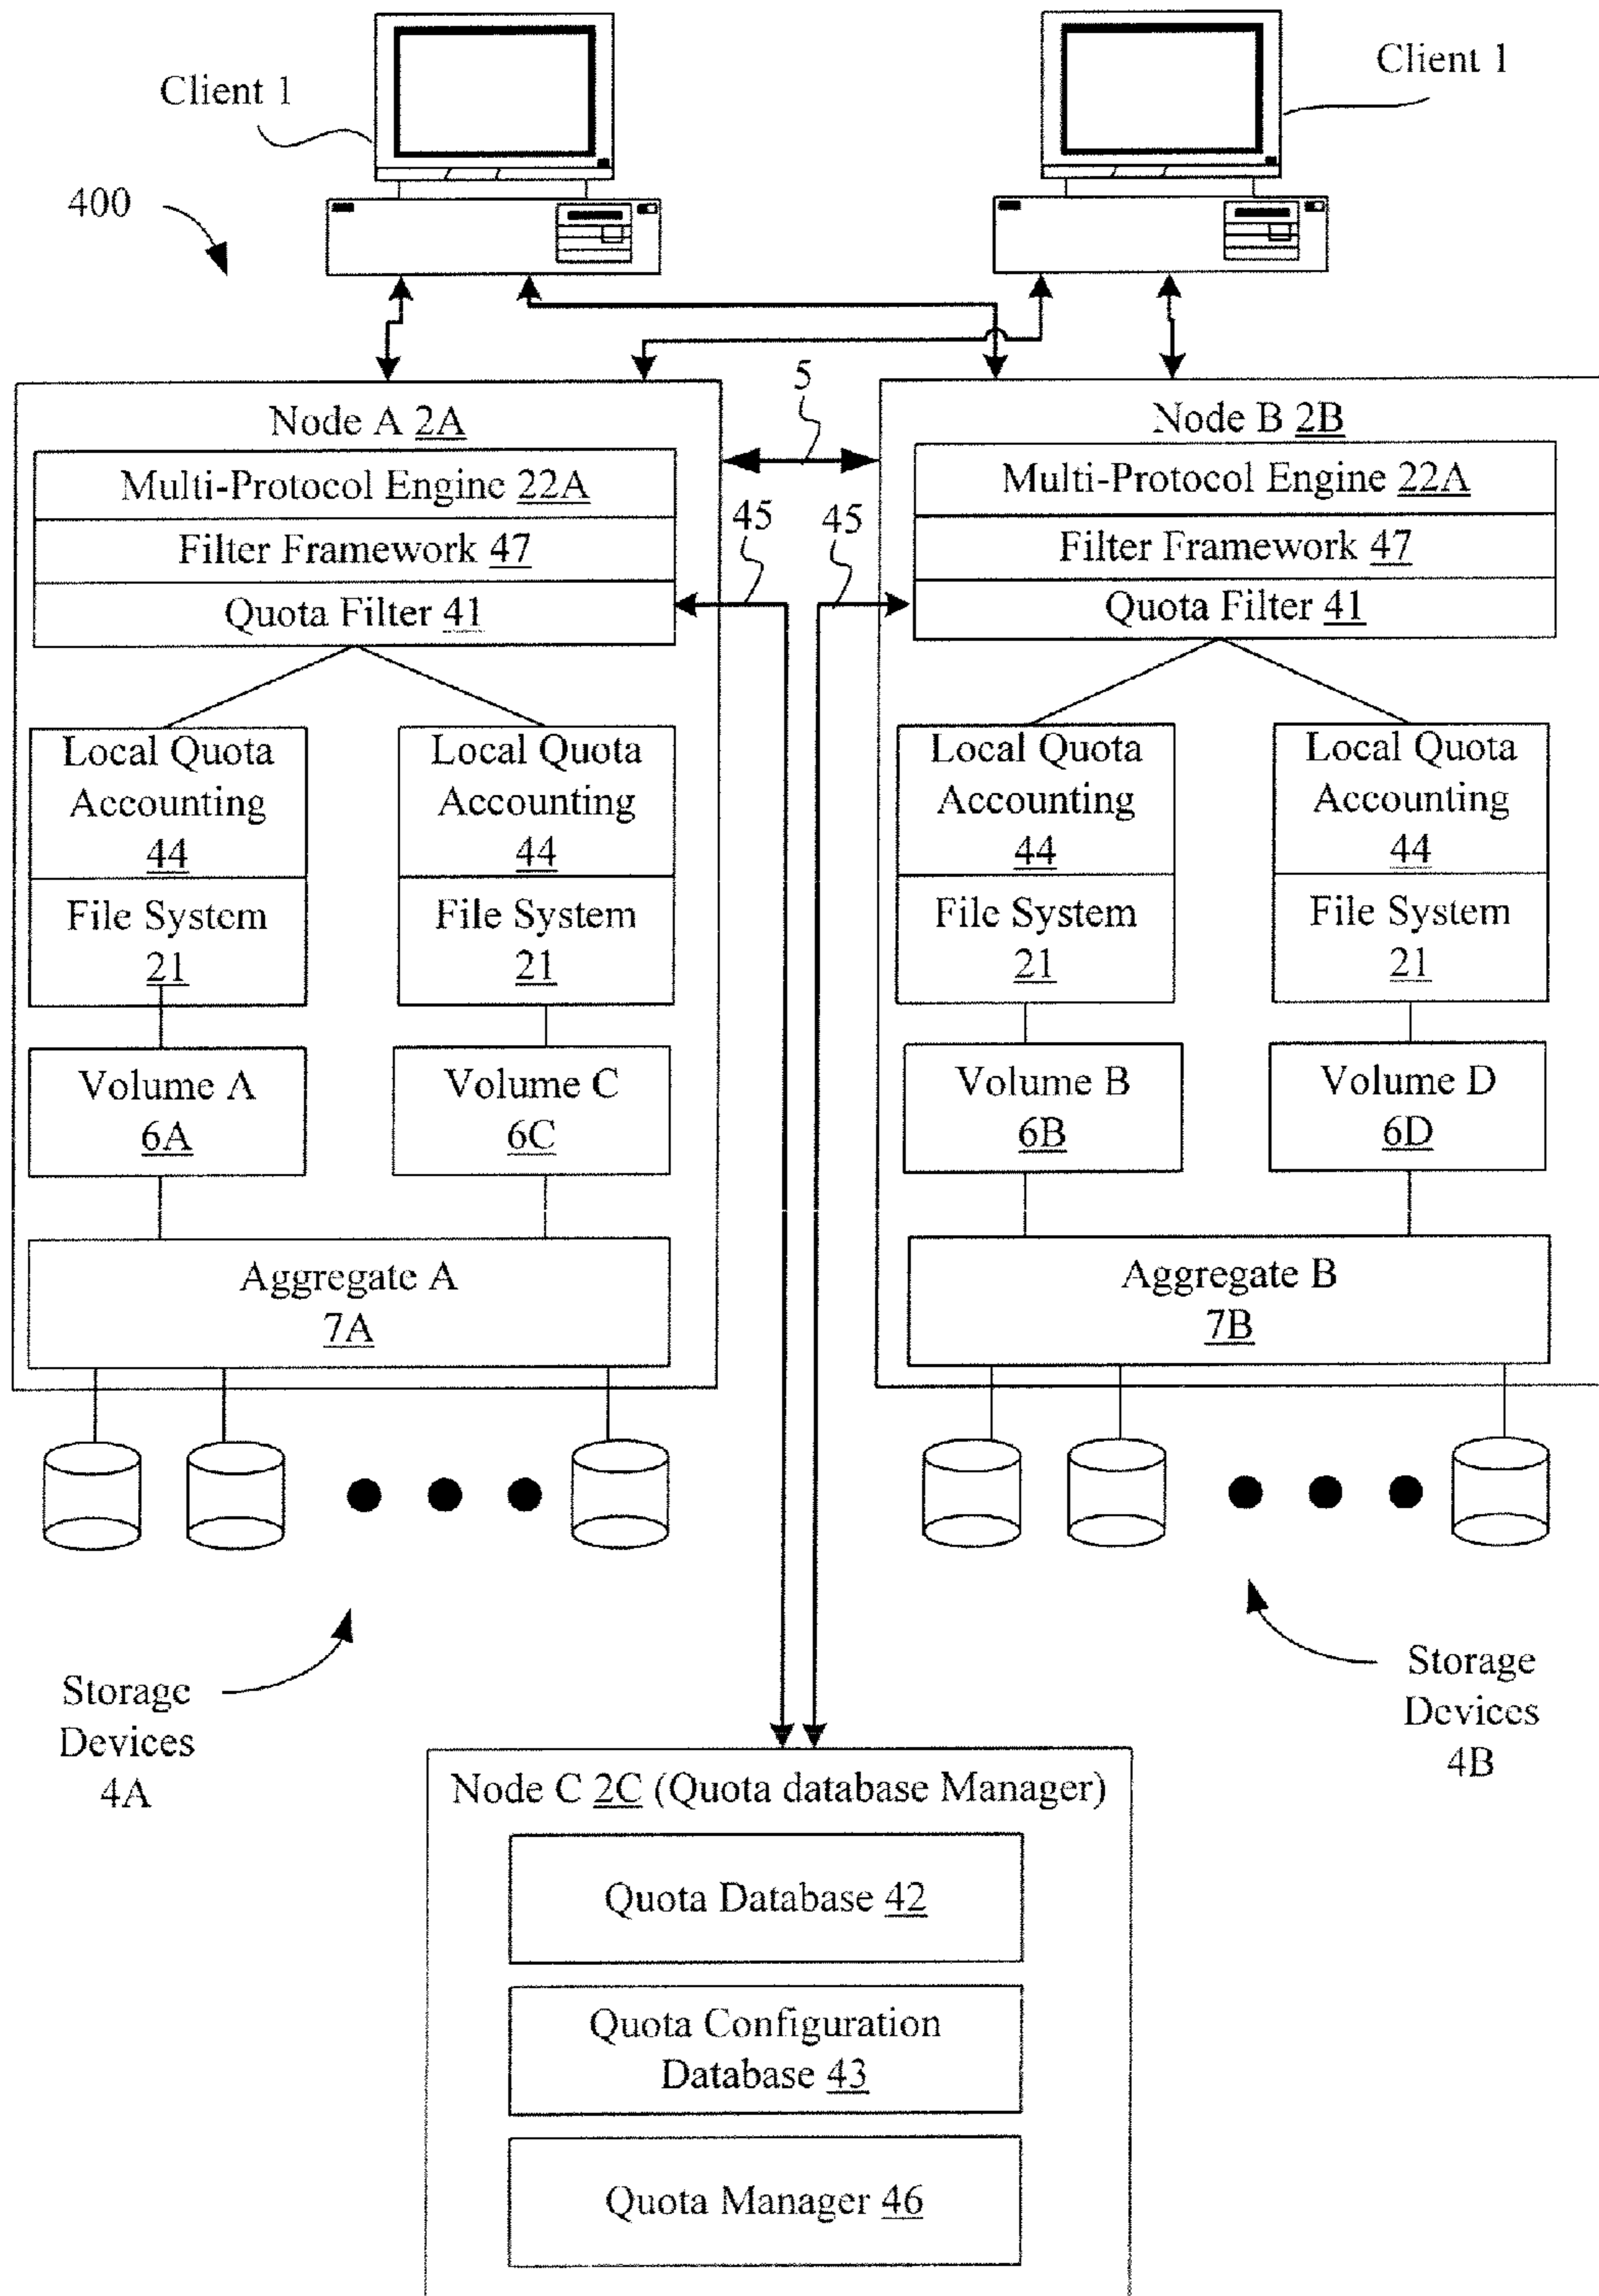 Client 1
Client 1
400
5
Node A 2A
Multi-Protocol Engine 22A
Filter Framework 47
Quota Filter 41
45
45
Node B 2B
Multi-Protocol Engine 22A
Filter Framework 47
Quota Filter 41
Local Quota
Accounting
44
File System
21
Local Quota
Accounting
44
File System
21
Local Quota
Accounting
44
File System
21
Local Quota
Accounting
44
File System
21
Volume A
6A
Volume C
6C
Volume B
6B
Volume D
6D
Aggregate A
7A
Aggregate B
7B
Storage
Devices
4A
Storage
Devices
4B
Node C 2C (Quota database Manager)
Quota Database 42
Quota Configuration
Database 43
Quota Manager 46